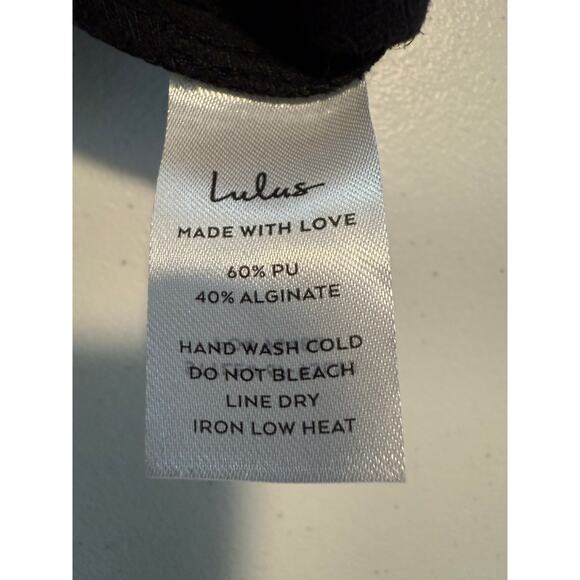 Lulus
MADE WITH LOVE
60% PU
40% ALGINATE
HAND WASH COLD
DO NOT BLEACH
LINE DRY
IRON LOW HEAT